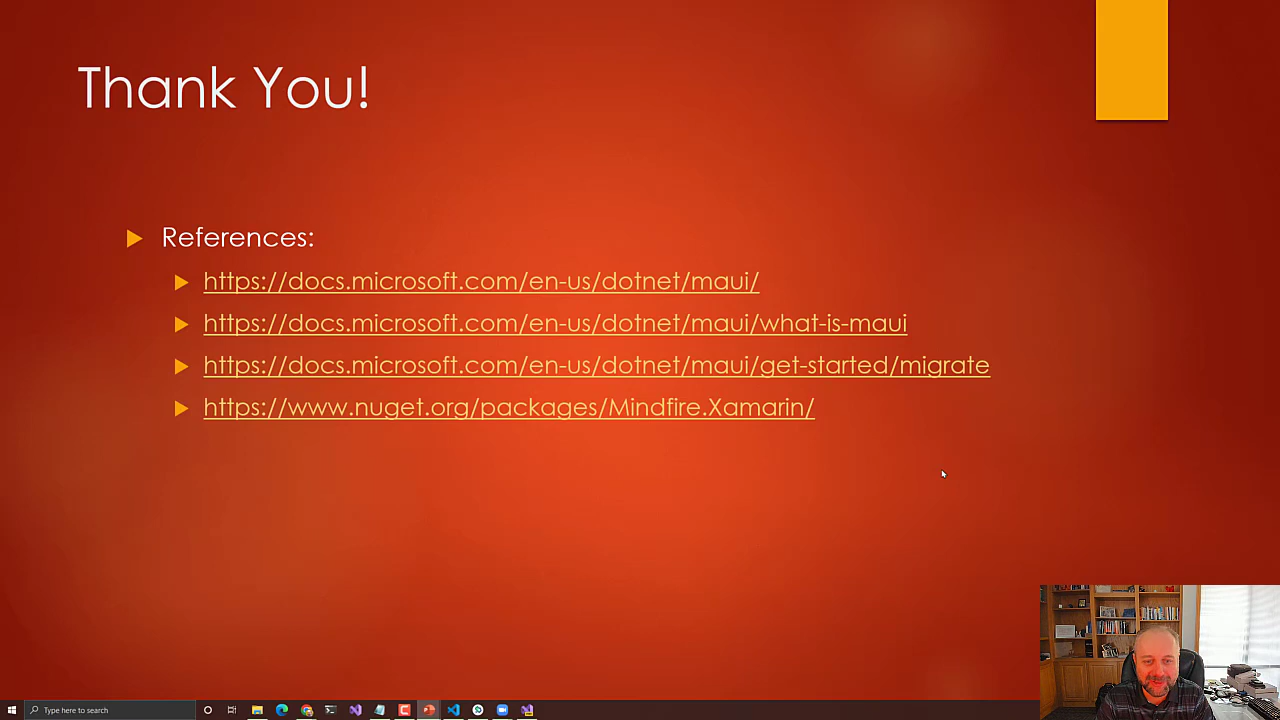 Thank You!
References:
https://docs.microsoft.com/en-us/dotnet/maui/
https://docs.microsoft.com/en-us/dotnet/maui/what-is-maui
https://docs.microsoft.com/en-us/dotnet/maui/get-started/migrate
https://www.nuget.org/packages/Mindfire.Xamarin/
Type here to search